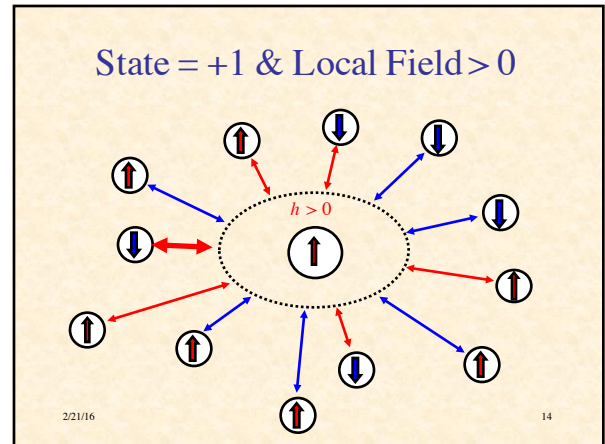 State = +1 & Local Field > 0
h > 0
2/21/16
14